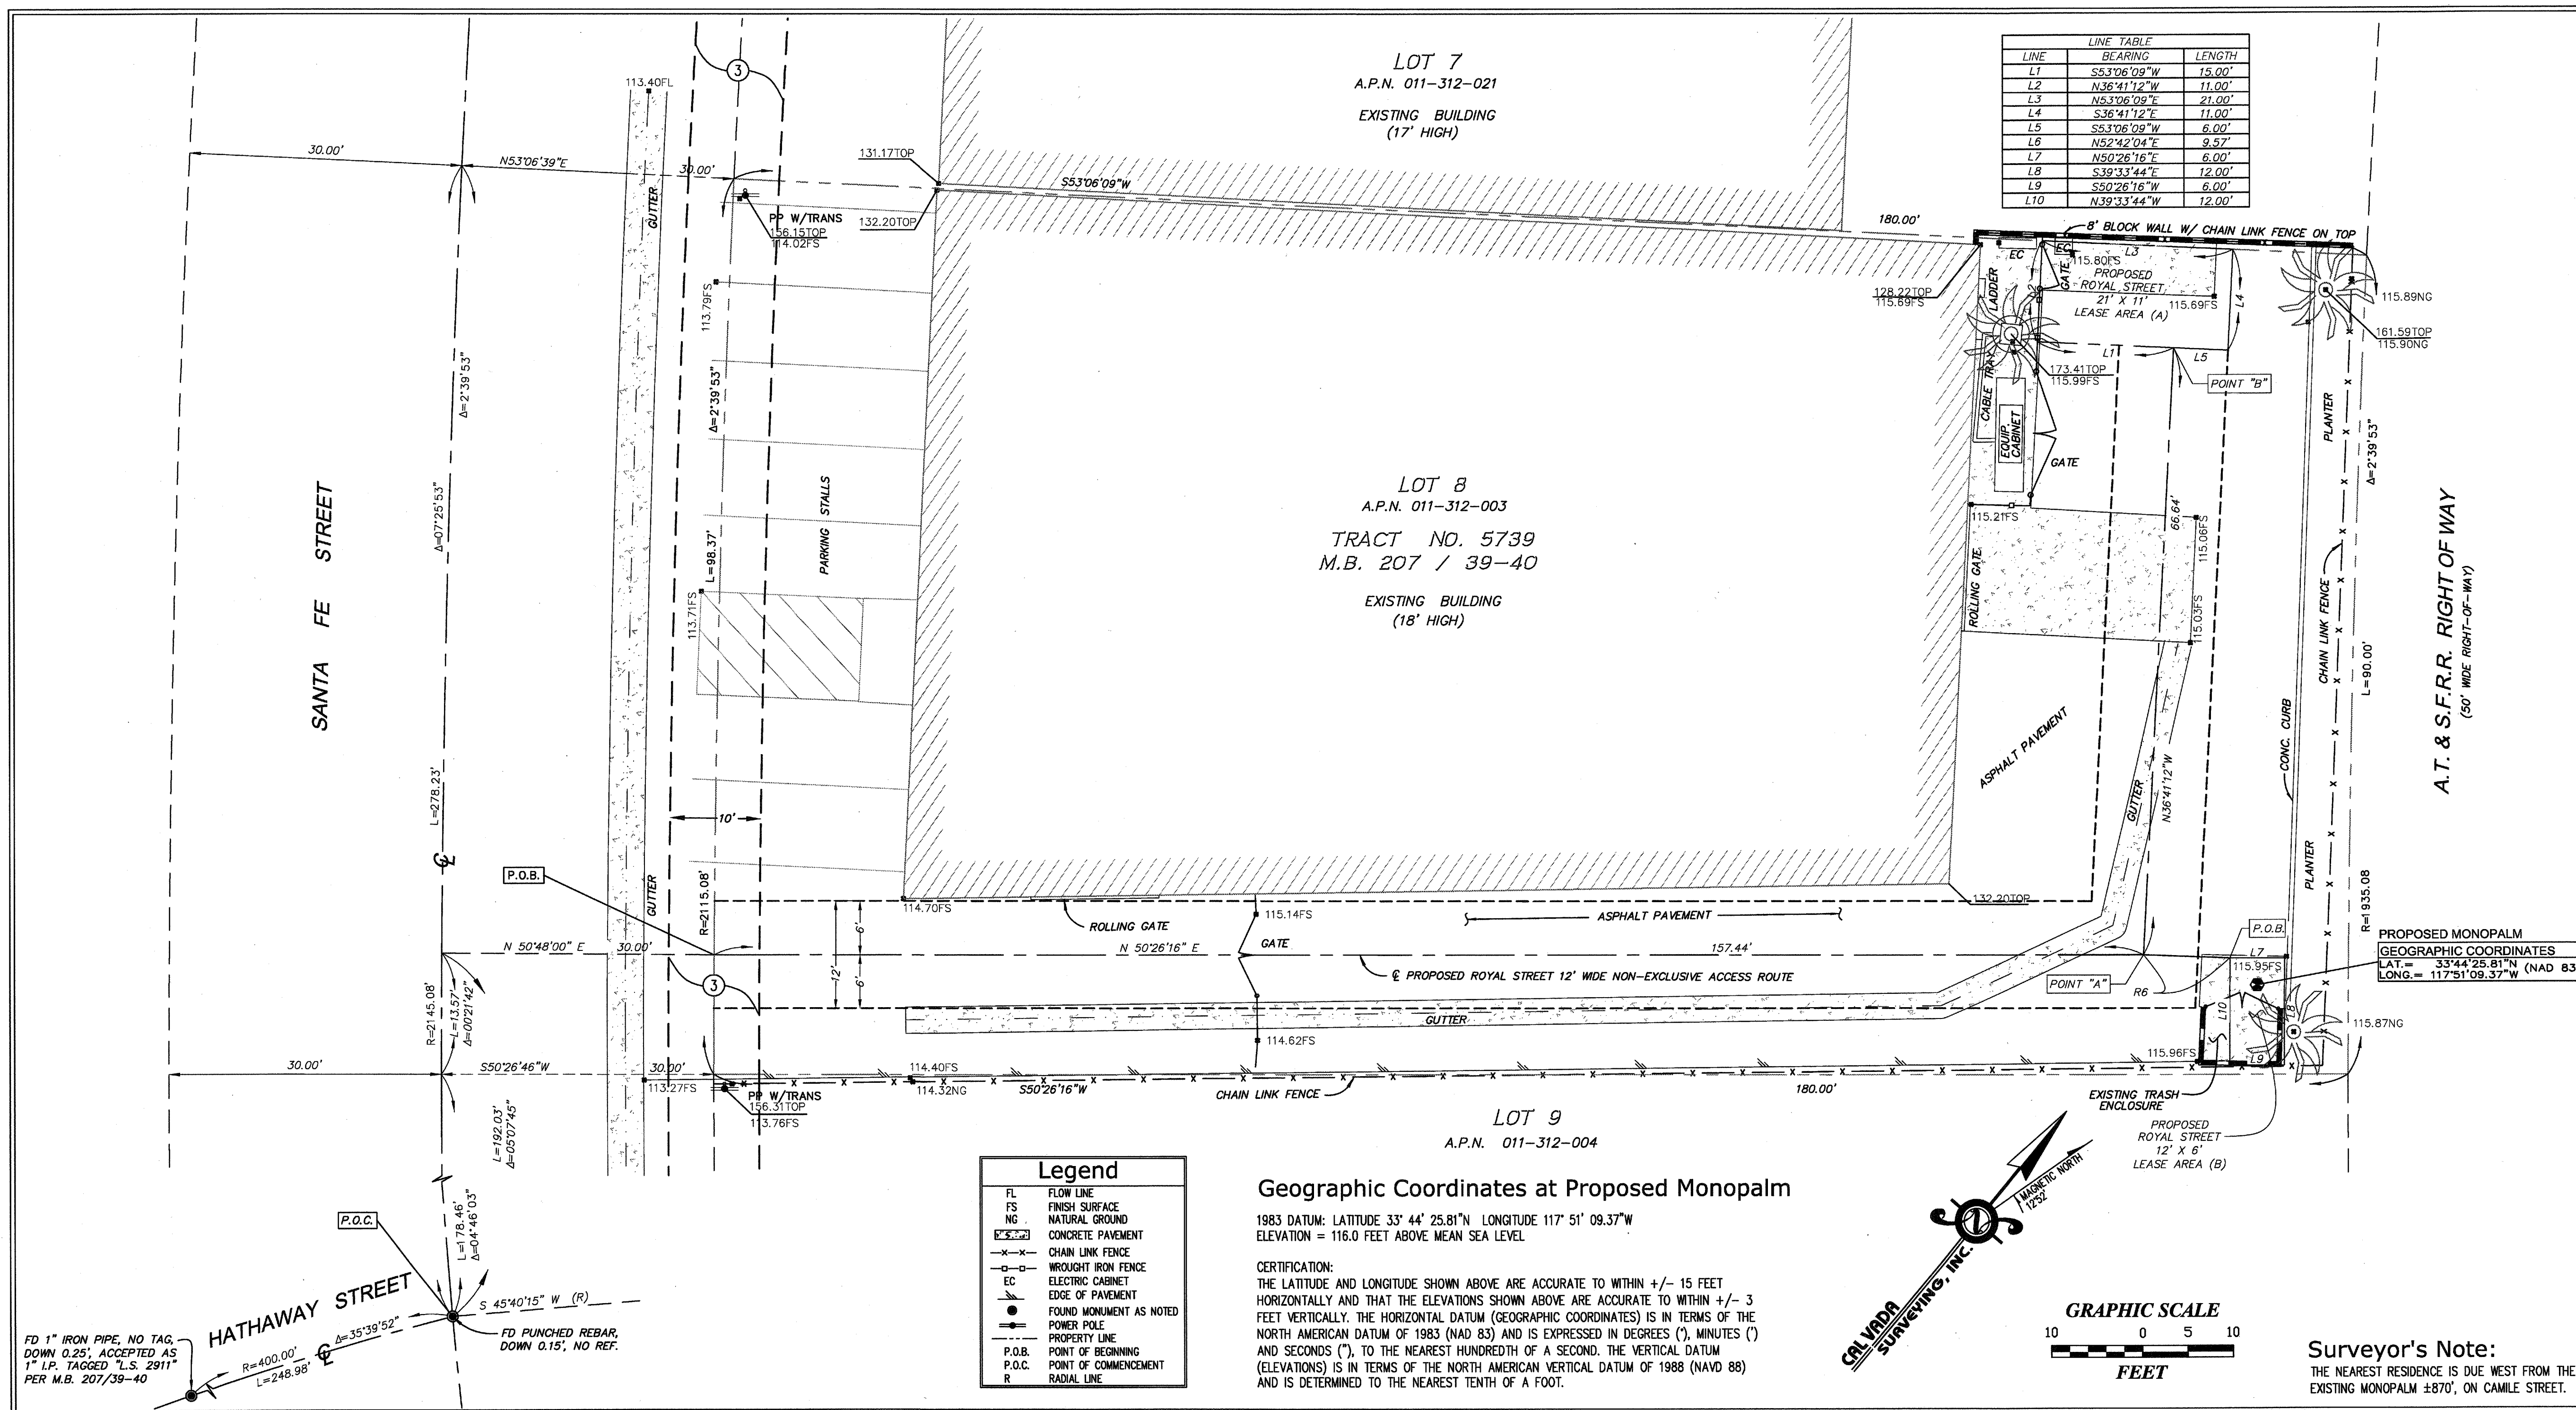 LOT 7
A.P.N. 011-312-021
EXISTING BUILDING
(17' HIGH)
LINE TABLE
LINE BEARING LENGTH
L1 S53°06'09"W 15.00'
L2 N36°41'12"W 11.00'
L3 N53°06'09"E 21.00'
L4 S36°41'12"E 11.00'
L5 S53°06'09"W 6.00'
L6 N52°42'04"E 9.57'
L7 N50°26'16"E 6.00'
L8 S39°33'44"E 12.00'
L9 S50°26'16"W 6.00'
L10 N39°33'44"W 12.00'
3
113.40FL
30.00'
N53°06'39"E
30.00'
GUTTER
131.17TOP
132.20TOP
S53°06'09"W
180.00'
PP W/TRANS
156.15TOP
114.02FS
8' BLOCK WALL W/ CHAIN LINK FENCE ON TOP
EC
EC
L3
115.80FS
GATE
LADDER
PROPOSED
ROYAL STREET
21' X 11'
LEASE AREA (A)
115.69FS
L4
L2
128.22TOP
115.69FS
115.89NG
161.59TOP
115.90NG
L1
L5
173.41TOP
115.99FS
POINT "B"
CABLE TRAY
EQUIP.
CABINET
GATE
PLANTER
Δ=2°39'53"
113.79FS
Δ=2°39'53"
Δ=2°39'53"
SANTA FE STREET
Δ=07°25'53"
L=98.37'
PARKING STALLS
113.71FS
LOT 8
A.P.N. 011-312-003
TRACT NO. 5739
M.B. 207 / 39-40
EXISTING BUILDING
(18' HIGH)
115.21FS
66.64'
115.06FS
ROLLING GATE
115.03FS
CHAIN LINK FENCE
L=90.00'
A.T. & S.F.R.R. RIGHT OF WAY
(50' WIDE RIGHT-OF-WAY)
ASPHALT PAVEMENT
GUTTER
N36°41'12"W
CONC. CURB
PLANTER
R=1935.08
L=278.23'
10'
P.O.B.
GUTTER
R=2115.08'
114.70FS
ROLLING GATE
115.14FS
ASPHALT PAVEMENT
132.20TOP
N 50°48'00" E
30.00'
6'
12'
6'
N 50°26'16" E
GATE
157.44'
℄ PROPOSED ROYAL STREET 12' WIDE NON-EXCLUSIVE ACCESS ROUTE
3
POINT "A"
R6
P.O.B.
L7
115.95FS
PROPOSED MONOPALM
GEOGRAPHIC COORDINATES
LAT.= 33°44'25.81"N (NAD 83
LONG.= 117°51'09.37"W
L10
L8
L9
115.87NG
115.96FS
R=2145.08'
L=13.57'
Δ=00°21'42"
GUTTER
114.62FS
30.00'
S50°26'46"W
30.00'
113.27FS
114.40FS
114.32NG
PP W/TRANS
156.31TOP
113.76FS
S50°26'16"W
CHAIN LINK FENCE
180.00'
EXISTING TRASH
ENCLOSURE
PROPOSED
ROYAL STREET
12' X 6'
LEASE AREA (B)
LOT 9
A.P.N. 011-312-004
L=192.03'
Δ=05°07'45"
P.O.C.
L=178.46'
Δ=04°46'03"
HATHAWAY STREET
S 45°40'15" W (R)
Δ=35°39'52"
R=400.00'
L=248.98'
℄
FD 1" IRON PIPE, NO TAG,
DOWN 0.25', ACCEPTED AS
1" I.P. TAGGED "L.S. 2911"
PER M.B. 207/39-40
FD PUNCHED REBAR,
DOWN 0.15', NO REF.
Legend
FL FLOW LINE
FS FINISH SURFACE
NG NATURAL GROUND
CONCRETE PAVEMENT
CHAIN LINK FENCE
WROUGHT IRON FENCE
EC ELECTRIC CABINET
EDGE OF PAVEMENT
FOUND MONUMENT AS NOTED
POWER POLE
PROPERTY LINE
P.O.B. POINT OF BEGINNING
P.O.C. POINT OF COMMENCEMENT
R RADIAL LINE
Geographic Coordinates at Proposed Monopalm
1983 DATUM: LATITUDE 33° 44' 25.81"N LONGITUDE 117° 51' 09.37"W
ELEVATION = 116.0 FEET ABOVE MEAN SEA LEVEL
CERTIFICATION:
THE LATITUDE AND LONGITUDE SHOWN ABOVE ARE ACCURATE TO WITHIN +/- 15 FEET
HORIZONTALLY AND THAT THE ELEVATIONS SHOWN ABOVE ARE ACCURATE TO WITHIN +/- 3
FEET VERTICALLY. THE HORIZONTAL DATUM (GEOGRAPHIC COORDINATES) IS IN TERMS OF THE
NORTH AMERICAN DATUM OF 1983 (NAD 83) AND IS EXPRESSED IN DEGREES (°), MINUTES (')
AND SECONDS ("), TO THE NEAREST HUNDREDTH OF A SECOND. THE VERTICAL DATUM
(ELEVATIONS) IS IN TERMS OF THE NORTH AMERICAN VERTICAL DATUM OF 1988 (NAVD 88)
AND IS DETERMINED TO THE NEAREST TENTH OF A FOOT.
MAGNETIC NORTH
12°52'
CALVADA
SURVEYING, INC.
GRAPHIC SCALE
10 0 5 10
FEET
Surveyor's Note:
THE NEAREST RESIDENCE IS DUE WEST FROM THE
EXISTING MONOPALM ±870', ON CAMILE STREET.